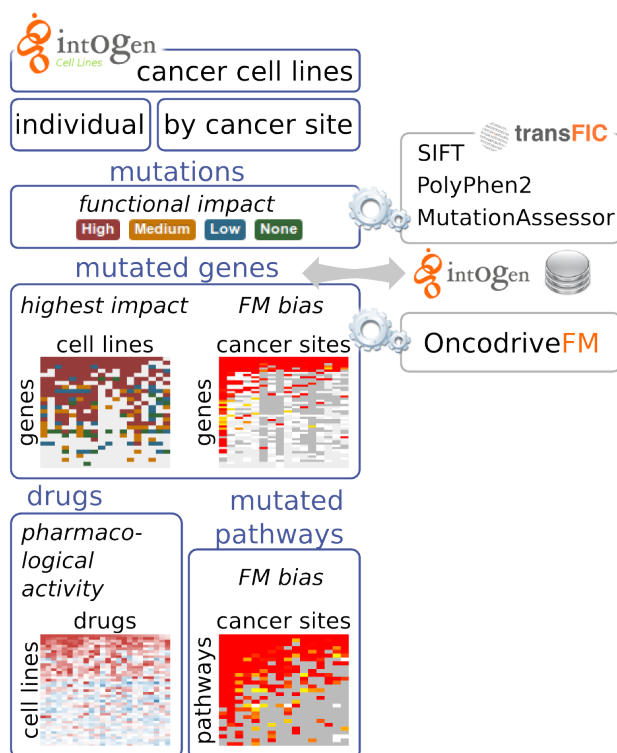 intOgen
Cell Lines
cancer cell lines
individual
by cancer site
mutations
functional impact
High
Medium
Low
None
transFIC
SIFT
PolyPhen2
MutationAssessor
mutated genes
intOgen
highest impact
FM bias
cell lines
genes
cancer sites
genes
OncodriveFM
drugs
pharmaco-
logical
activity
drugs
cell lines
mutated
pathways
FM bias
cancer sites
pathways